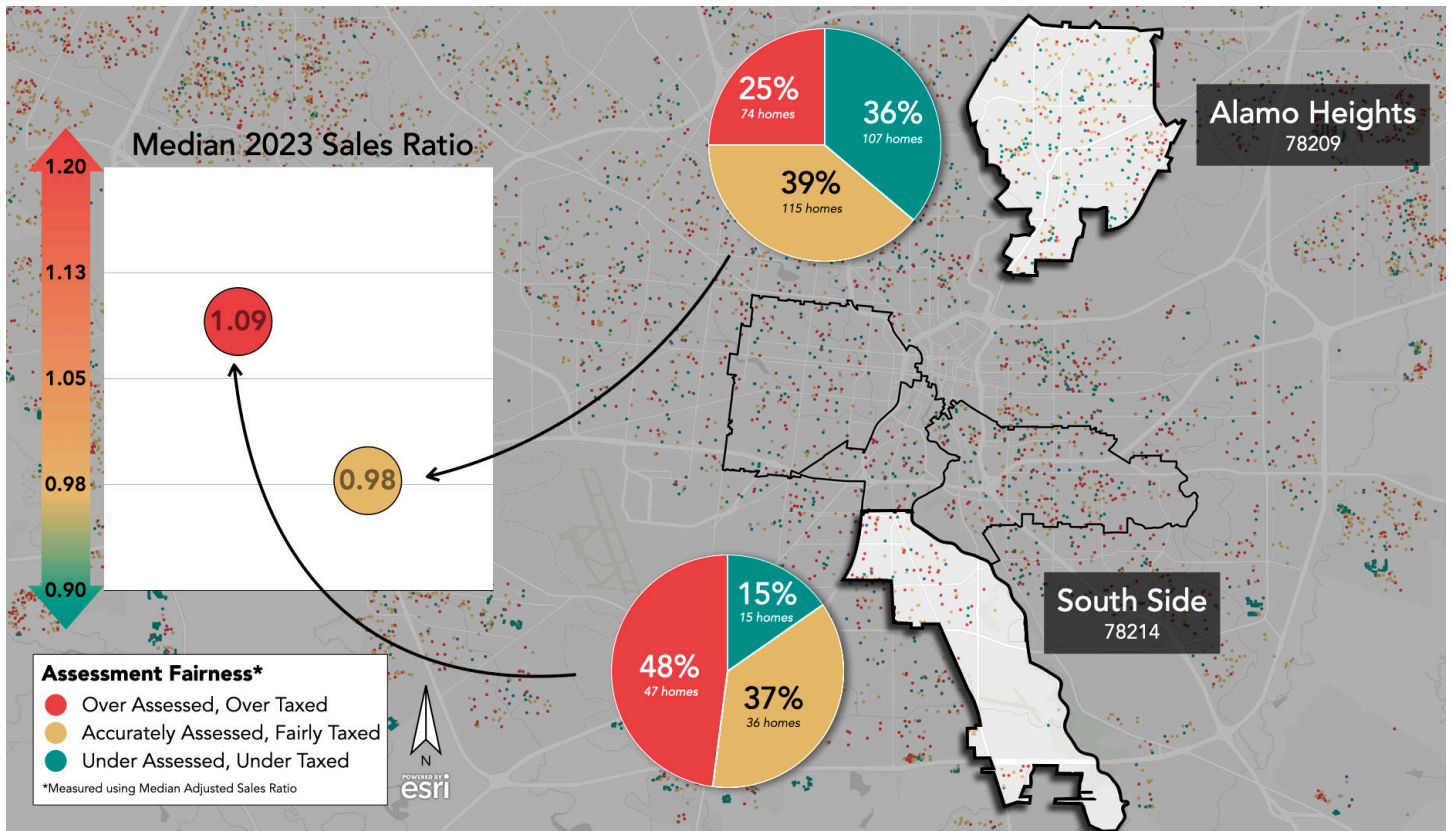 Median 2023 Sales Ratio
1.20
1.13
1.05
0.98
0.90
1.09
0.98
25%
74 homes
36%
107 homes
39%
115 homes
Alamo Heights
78209
48%
47 homes
15%
15 homes
37%
36 homes
South Side
78214
Assessment Fairness*
Over Assessed, Over Taxed
Accurately Assessed, Fairly Taxed
Under Assessed, Under Taxed
*Measured using Median Adjusted Sales Ratio
N
POWERED BY
esri